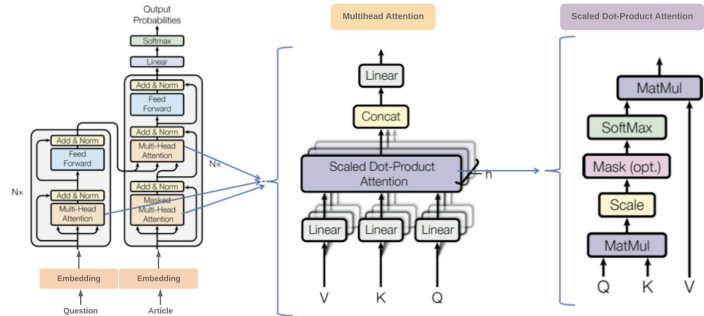 Output
Probabilities
Softmax
Linear
Add & Norm
Feed
Forward
Add & Norm
Multi-Head
Attention
Nx
Add & Norm
Masked
Multi-Head
Attention
Add & Norm
Feed
Forward
Nx
Add & Norm
Multi-Head
Attention
Embedding
Embedding
Question
Article
Multihead Attention
Linear
Concat
Scaled Dot-Product
Attention
h
Linear
Linear
Linear
V
K
Q
Scaled Dot-Product Attention
MatMul
SoftMax
Mask (opt.)
Scale
MatMul
Q
K
V